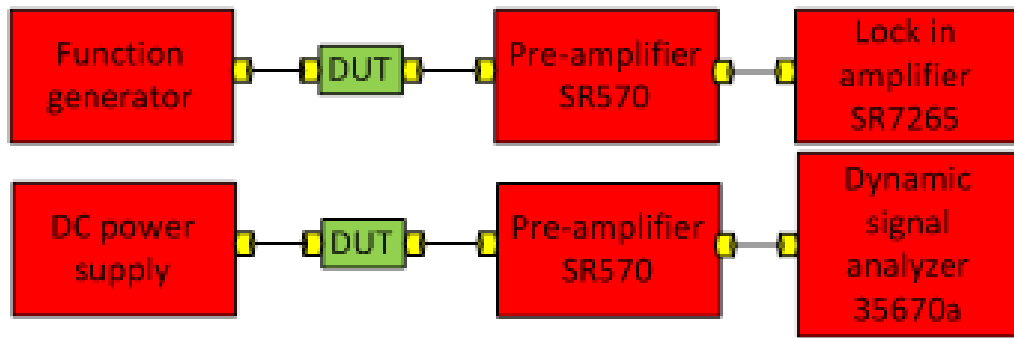 Function
generator
DUT
Pre-amplifier
SR570
Lock in
amplifier
SR7265
DC power
supply
DUT
Pre-amplifier
SR570
Dynamic
signal
analyzer
35670a